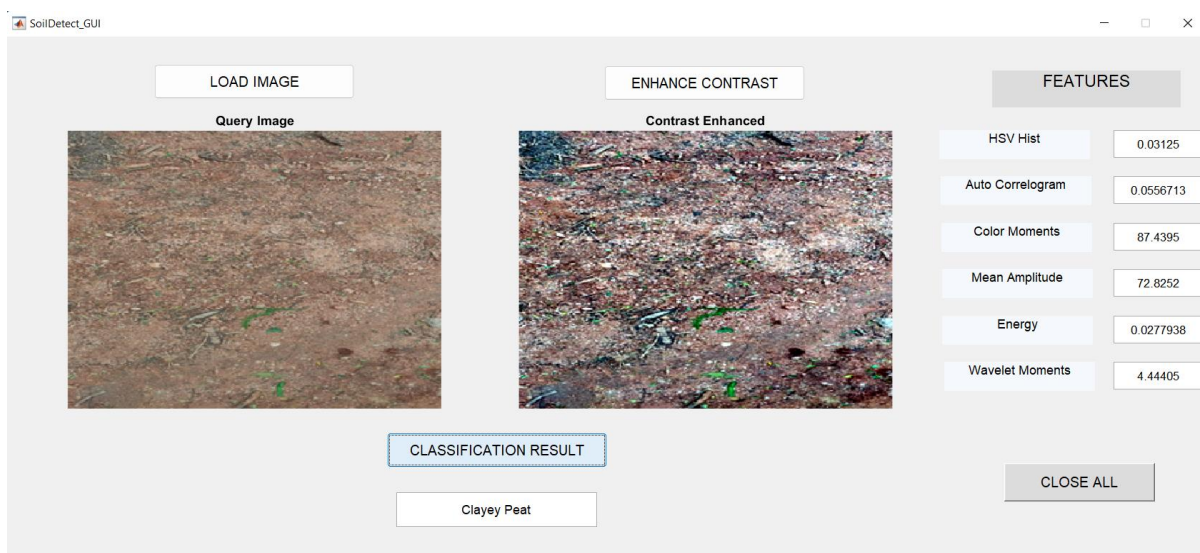 SoilDetect_GUI
LOAD IMAGE
ENHANCE CONTRAST
FEATURES
Query Image
Contrast Enhanced
HSV Hist
0.03125
Auto Correlogram
0.0556713
Color Moments
87.4395
Mean Amplitude
72.8252
Energy
0.0277938
Wavelet Moments
4.44405
CLASSIFICATION RESULT
CLOSE ALL
Clayey Peat